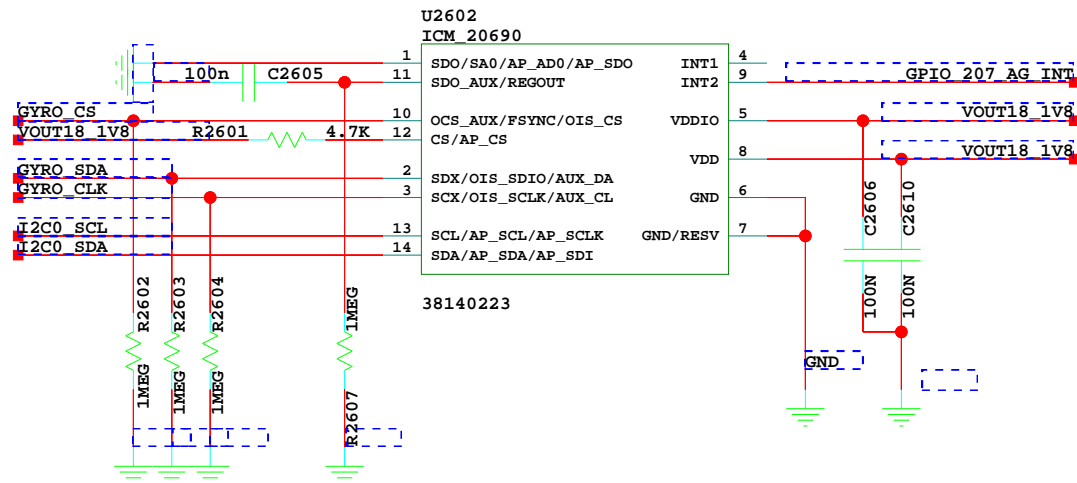 U2602
ICM_20690
1 SDO/SA0/AP_AD0/AP_SDO INT1 4
100n C2605 11 SDO_AUX/REGOUT INT2 9 GPIO_207_AG_INT
GYRO_CS 10 OCS_AUX/FSYNC/OIS_CS VDDIO 5 VOUT18_1V8
VOUT18_1V8 R2601 4.7K 12 CS/AP_CS
VDD 8 VOUT18_1V8
GYRO_SDA 2 SDX/OIS_SDIO/AUX_DA
GYRO_CLK 3 SCX/OIS_SCLK/AUX_CL GND 6
I2C0_SCL 13 SCL/AP_SCL/AP_SCLK GND/RESV 7
I2C0_SDA 14 SDA/AP_SDA/AP_SDI
C2606
C2610
38140223
R2602
R2603
R2604
1MEG
100N
100N
GND
1MEG
1MEG
1MEG
R2607